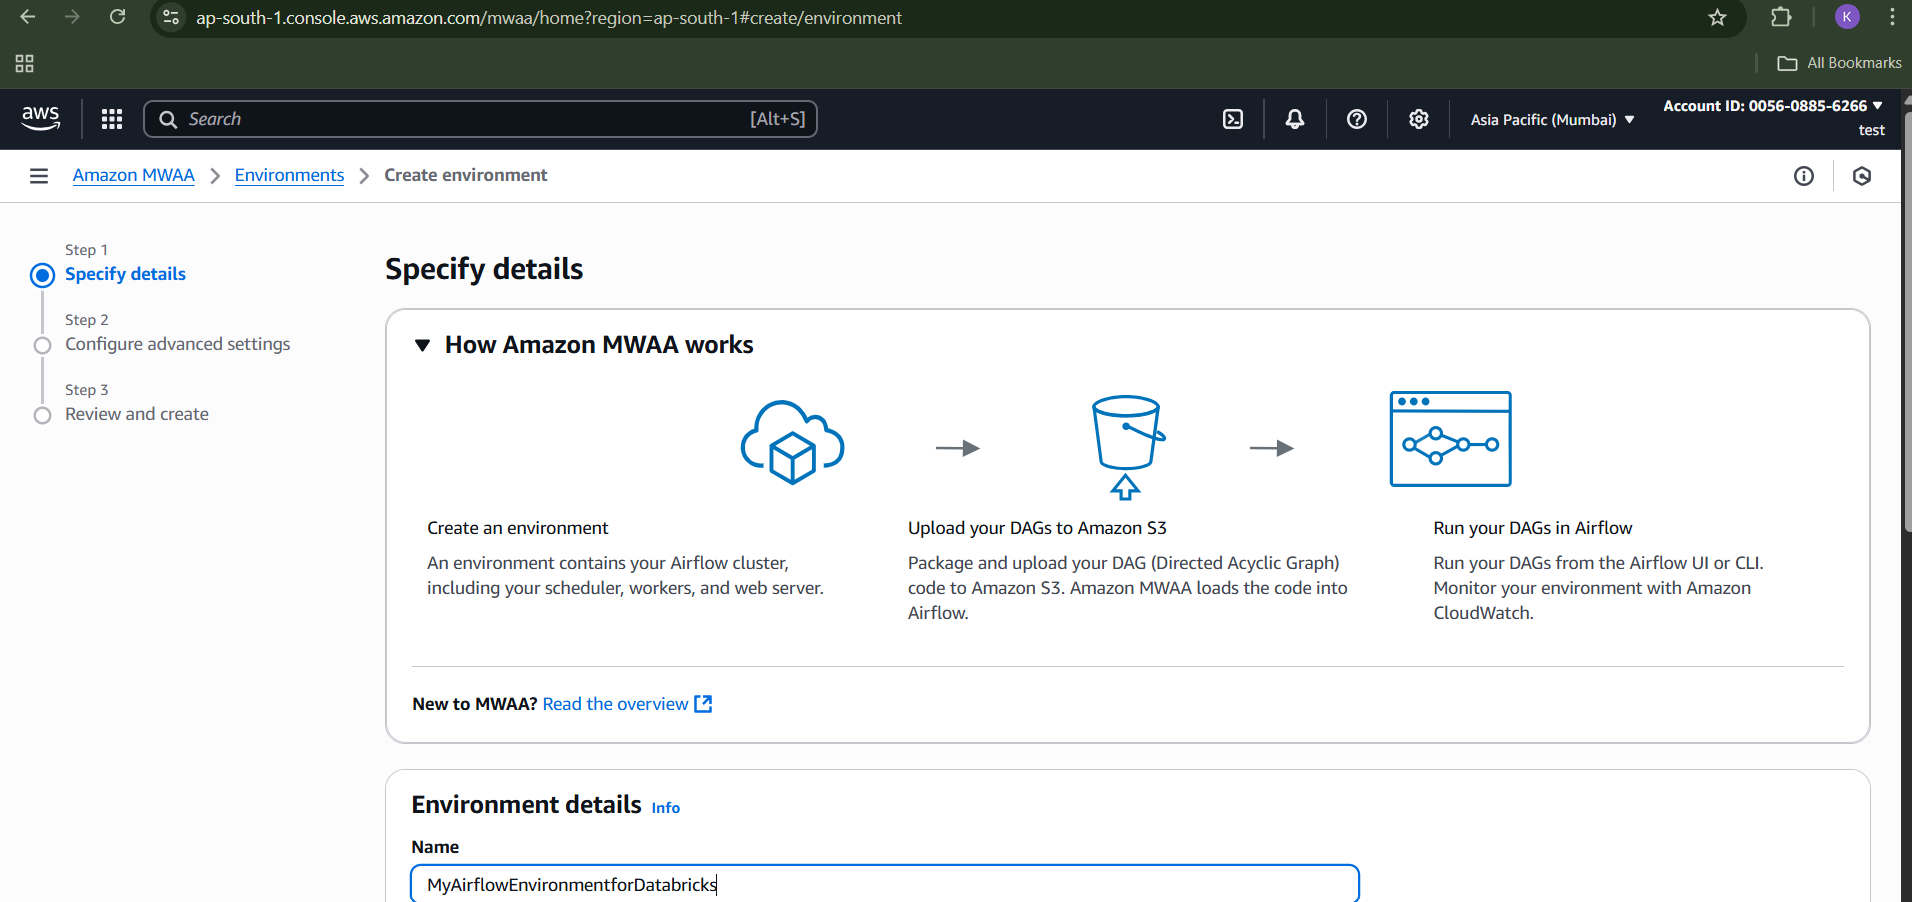 ap-south-1.console.aws.amazon.com/mwaa/home?region=ap-south-1#create/environment
K
All Bookmarks
aws
Search
[Alt+S]
Asia Pacific (Mumbai)
Account ID: 0056-0885-6266
test
Amazon MWAA
Environments
Create environment
Step 1
Specify details
Step 2
Configure advanced settings
Step 3
Review and create
Specify details
How Amazon MWAA works
Create an environment
An environment contains your Airflow cluster,
including your scheduler, workers, and web server.
Upload your DAGs to Amazon S3
Package and upload your DAG (Directed Acyclic Graph)
code to Amazon S3. Amazon MWAA loads the code into
Airflow.
Run your DAGs in Airflow
Run your DAGs from the Airflow UI or CLI.
Monitor your environment with Amazon
CloudWatch.
New to MWAA? Read the overview
Environment details Info
Name
MyAirflowEnvironmentforDatabricks